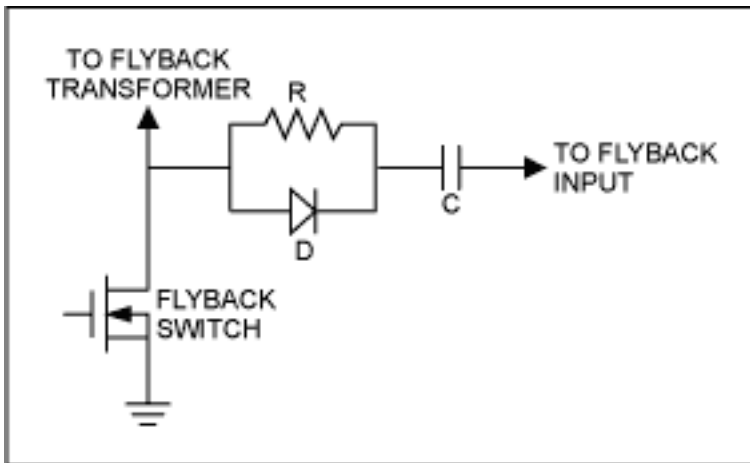 TO FLYBACK
TRANSFORMER
R
TO FLYBACK
INPUT
C
D
FLYBACK
SWITCH